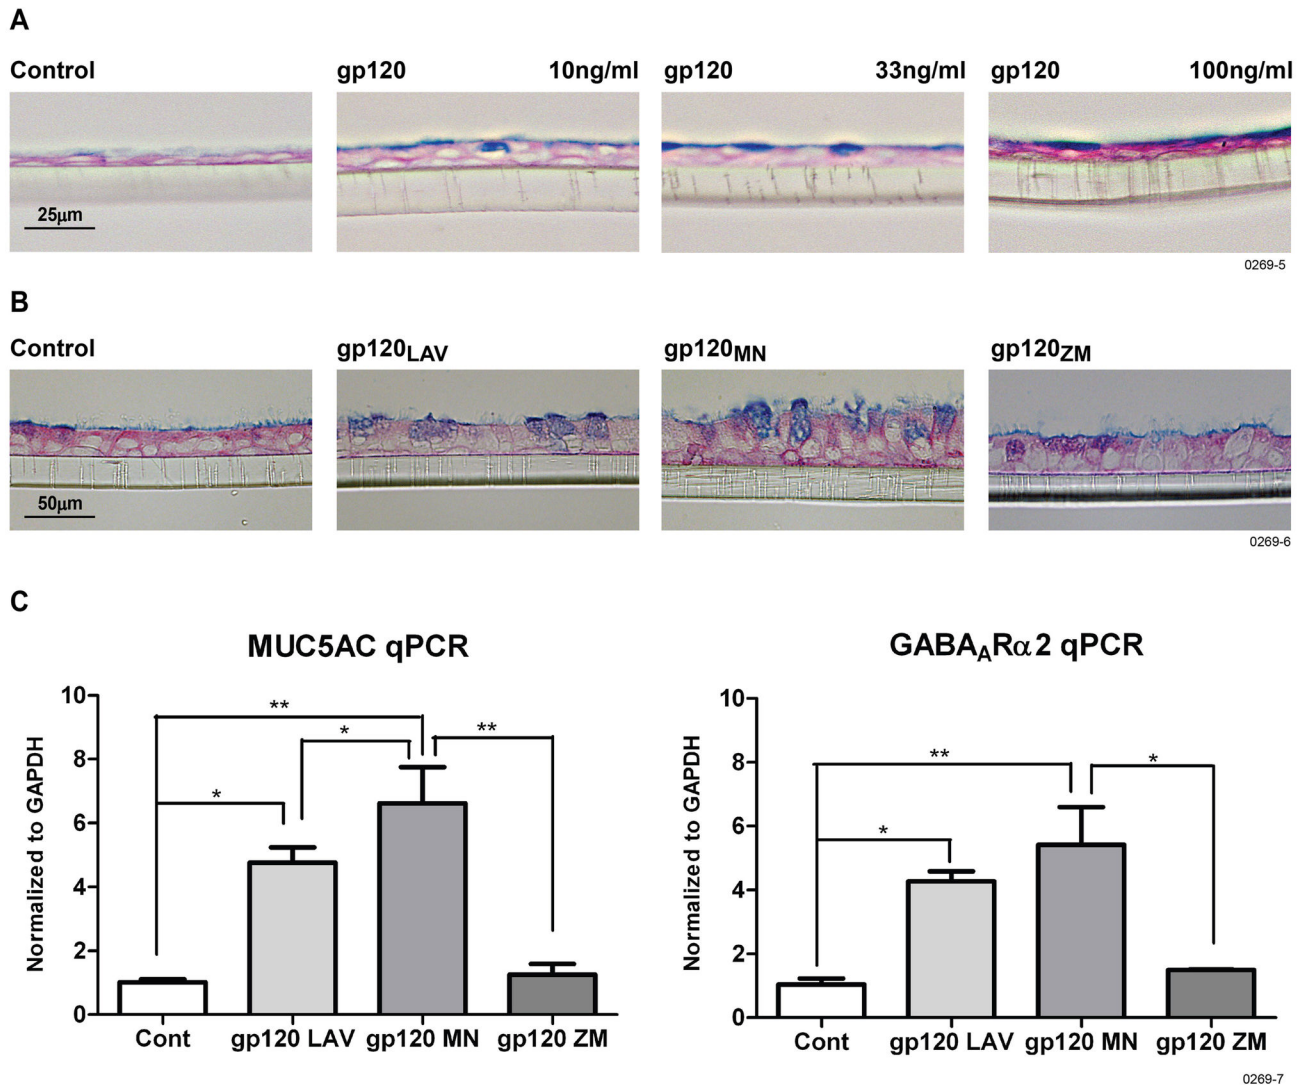 A
Control gp120 10ng/ml gp120 33ng/ml gp120 100ng/ml
25µm
0269-5
B
Control gp120LAV gp120MN gp120ZM
50µm
0269-6
C
MUC5AC qPCR
10
8
6
4
2
0
Normalized to GAPDH
**
*
**
*
Cont gp120 LAV gp120 MN gp120 ZM
GABAARα2 qPCR
10
8
6
4
2
0
Normalized to GAPDH
**
*
*
Cont gp120 LAV gp120 MN gp120 ZM
0269-7